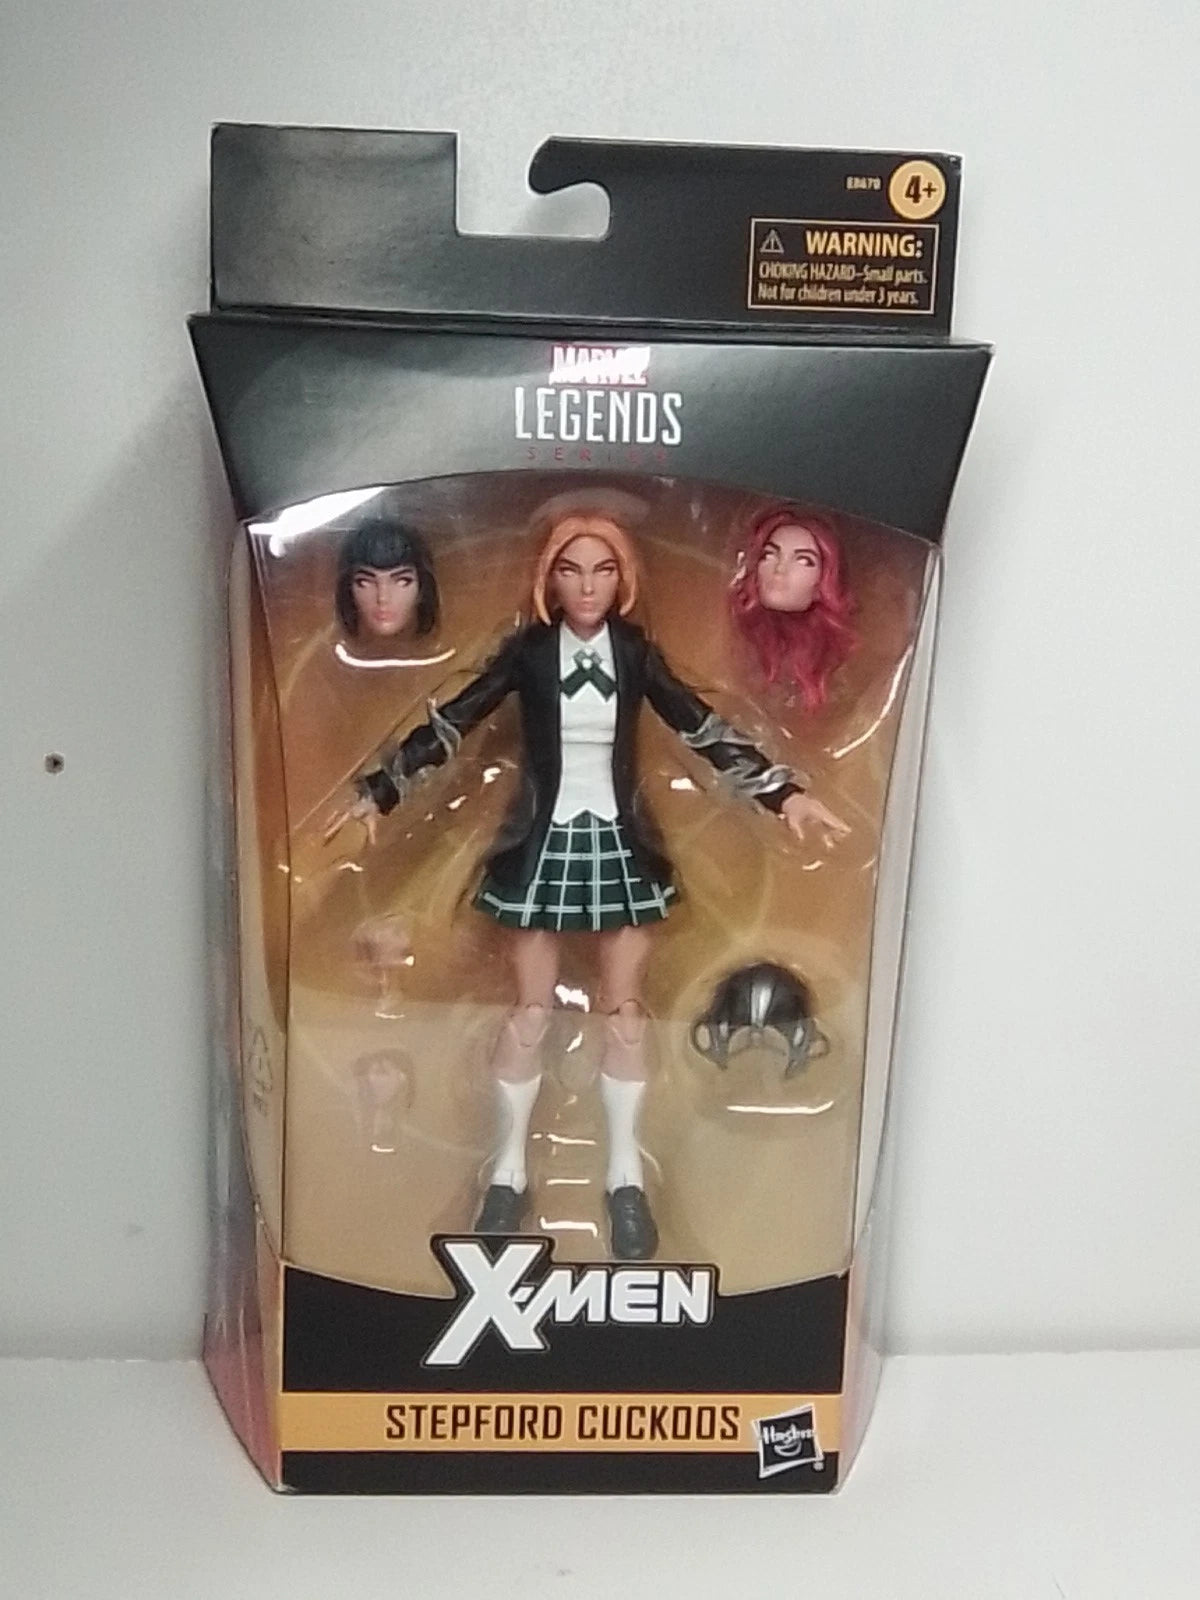 E8670
4+
WARNING:
CHOKING HAZARD–Small parts.
Not for children under 3 years.
MARVEL
LEGENDS
SERIES
X-MEN
STEPFORD CUCKOOS
Hasbro
®